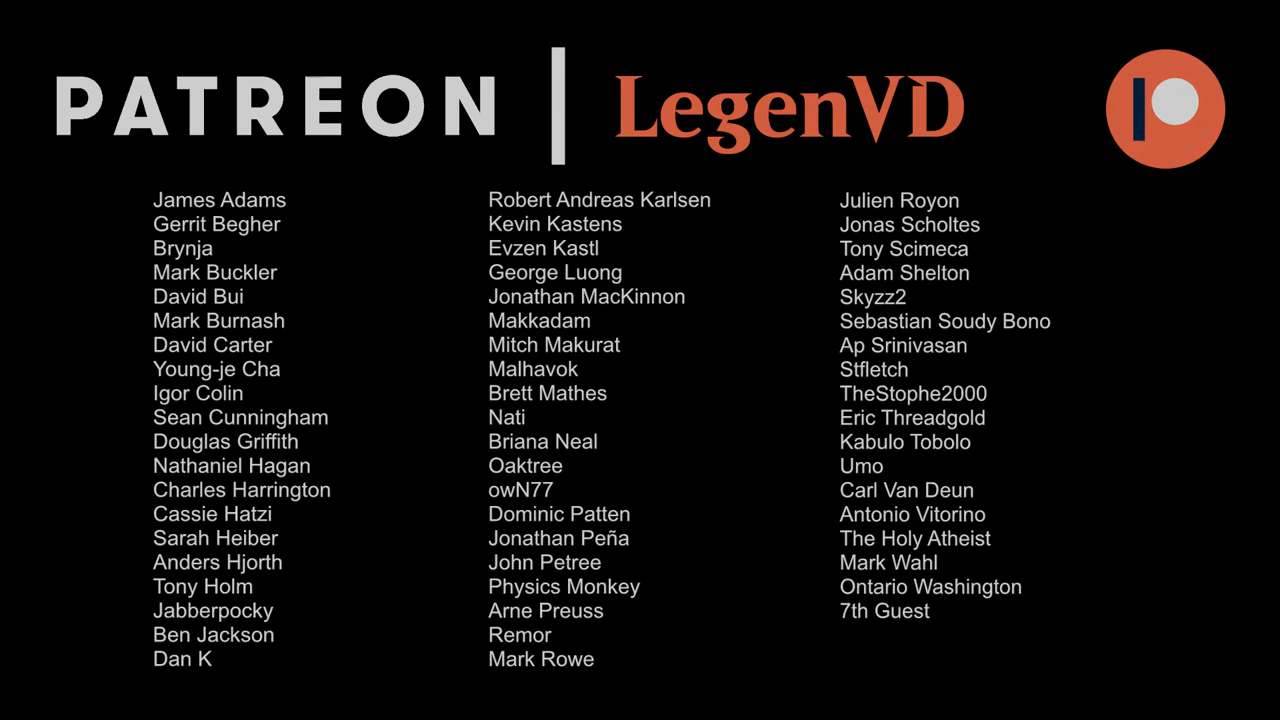 PATREON | LegenVD
James Adams
Gerrit Begher
Brynja
Mark Buckler
David Bui
Mark Burnash
David Carter
Young-je Cha
Igor Colin
Sean Cunningham
Douglas Griffith
Nathaniel Hagan
Charles Harrington
Cassie Hatzi
Sarah Heiber
Anders Hjorth
Tony Holm
Jabberpocky
Ben Jackson
Dan K
Robert Andreas Karlsen
Kevin Kastens
Evzen Kastl
George Luong
Jonathan MacKinnon
Makkadam
Mitch Makurat
Malhavok
Brett Mathes
Nati
Briana Neal
Oaktree
owN77
Dominic Patten
Jonathan Peña
John Petree
Physics Monkey
Arne Preuss
Remor
Mark Rowe
Julien Royon
Jonas Scholtes
Tony Scimeca
Adam Shelton
Skyzz2
Sebastian Soudy Bono
Ap Srinivasan
Stfletch
TheStophe2000
Eric Threadgold
Kabulo Tobolo
Umo
Carl Van Deun
Antonio Vitorino
The Holy Atheist
Mark Wahl
Ontario Washington
7th Guest